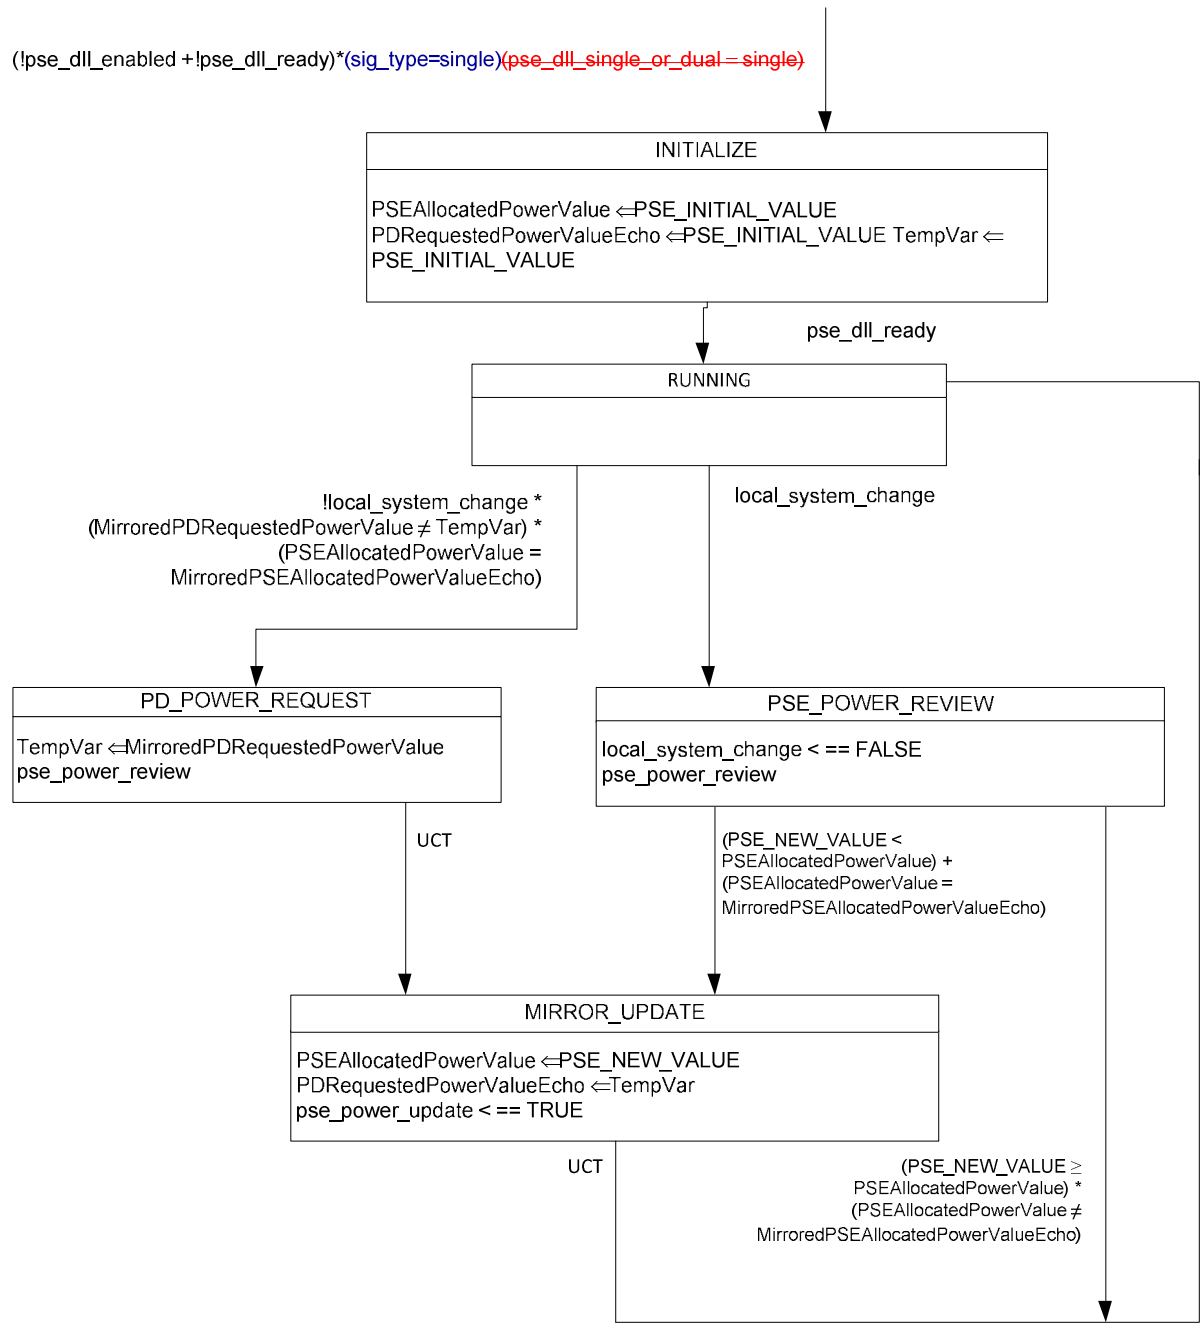 (!pse_dll_enabled +!pse_dll_ready)*(sig_type=single)(pse_dll_single_or_dual = single)
INITIALIZE
PSEAllocatedPowerValue ⇐PSE_INITIAL_VALUE
PDRequestedPowerValueEcho ⇐PSE_INITIAL_VALUE TempVar ⇐
PSE_INITIAL_VALUE
pse_dll_ready
RUNNING
!local_system_change *
(MirroredPDRequestedPowerValue ≠ TempVar) *
(PSEAllocatedPowerValue =
MirroredPSEAllocatedPowerValueEcho)
local_system_change
PD_POWER_REQUEST
TempVar ⇐MirroredPDRequestedPowerValue
pse_power_review
PSE_POWER_REVIEW
local_system_change < == FALSE
pse_power_review
UCT
(PSE_NEW_VALUE <
PSEAllocatedPowerValue) +
(PSEAllocatedPowerValue =
MirroredPSEAllocatedPowerValueEcho)
MIRROR_UPDATE
PSEAllocatedPowerValue ⇐PSE_NEW_VALUE
PDRequestedPowerValueEcho ⇐TempVar
pse_power_update < == TRUE
UCT
(PSE_NEW_VALUE ≥
PSEAllocatedPowerValue) *
(PSEAllocatedPowerValue ≠
MirroredPSEAllocatedPowerValueEcho)